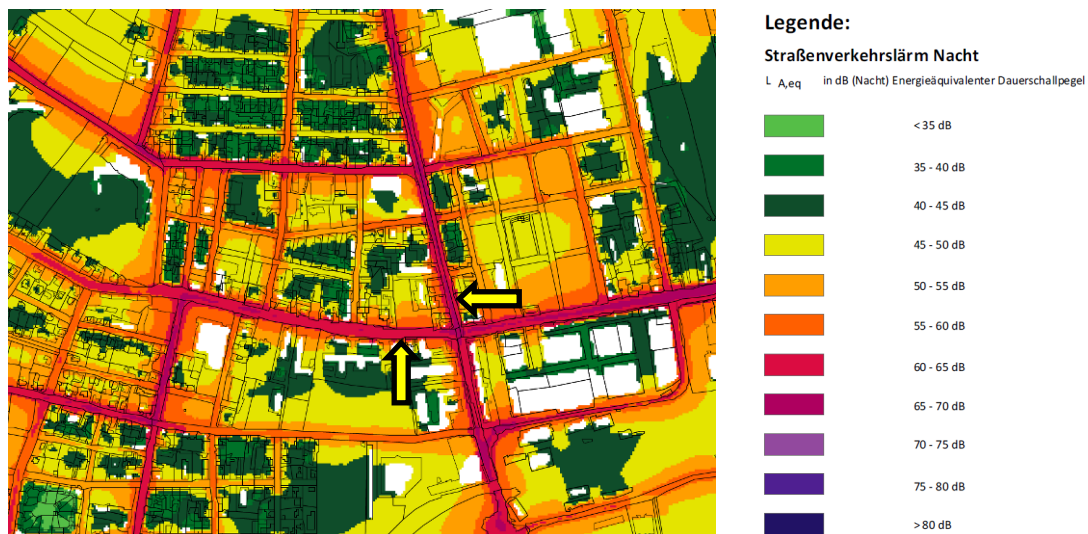 Legende:
Straßenverkehrslärm Nacht
L A,eq in dB (Nacht) Energieäquivalenter Dauerschallpegel
<35 dB
35 - 40 dB
40 - 45 dB
45 - 50 dB
50 - 55 dB
55 - 60 dB
60 - 65 dB
65 - 70 dB
70 - 75 dB
75 - 80 dB
>80 dB